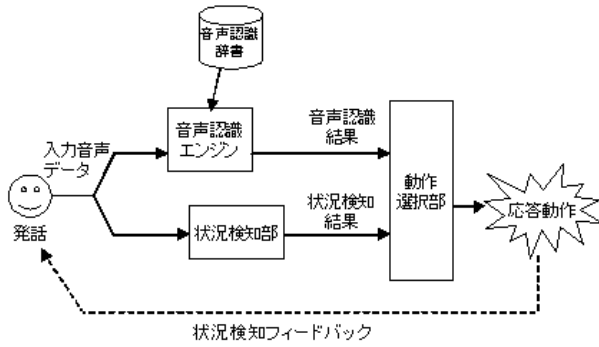 音声認識
辞書
音声認識
エンジン
入力音声
データ
発話
状況検知部
音声認識
結果
状況検知
結果
動作
選択部
応答動作
状況検知フィードバック